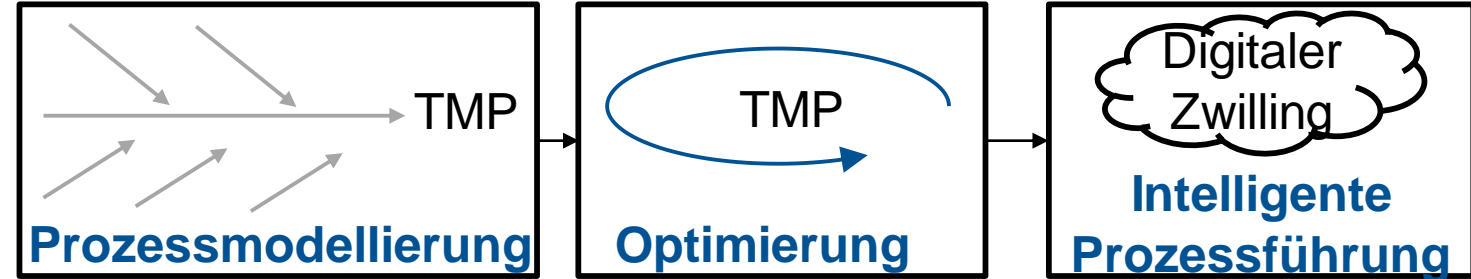 TMP
Prozessmodellierung
TMP
Optimierung
Digitaler
Zwilling
Intelligente
Prozessführung